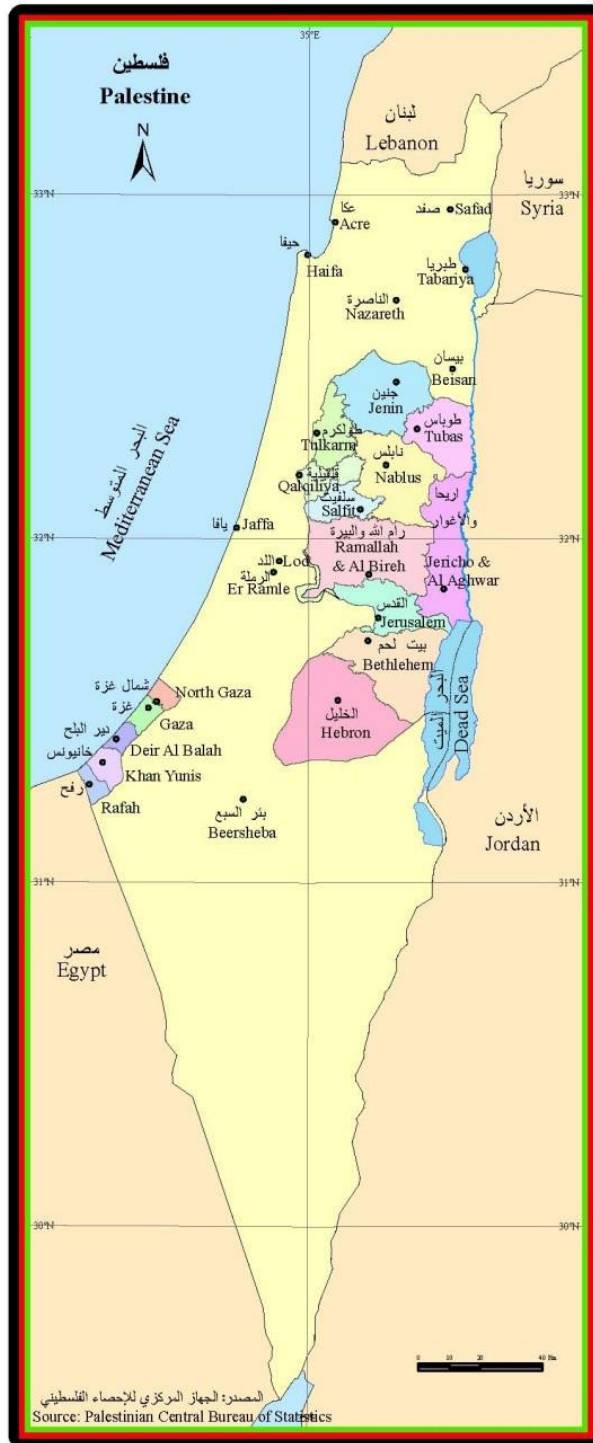 35°E
فلسطين
Palestine
N
لبنان
Lebanon
سوريا
Syria
33°N
33°N
عكا
Acre
صفد
Safad
حيفا
Haifa
طبريا
Tabariya
الناصرة
Nazareth
بيسان
Beisan
جنين
Jenin
طوباس
Tubas
طولكرم
Tulkarm
نابلس
Nablus
قلقيلية
Qalqiliya
سلفيت
Salfit
اريحا
والأغوار
Jericho &
Al Aghwar
البحر المتوسط
Mediterranean Sea
يافا
Jaffa
32°N
32°N
رام الله والبيرة
Ramallah
& Al Bireh
اللد
Lod
الرملة
Er Ramle
القدس
Jerusalem
بيت لحم
Bethlehem
البحر الميت
Dead Sea
شمال غزة
North Gaza
غزة
Gaza
دير البلح
Deir Al Balah
خانيونس
Khan Yunis
رفح
Rafah
الخليل
Hebron
بئر السبع
Beersheba
الأردن
Jordan
31°N
31°N
مصر
Egypt
30°N
30°N
0 10 20 40
المصدر: الجهاز المركزي للإحصاء الفلسطيني
Source: Palestinian Central Bureau of Statistics